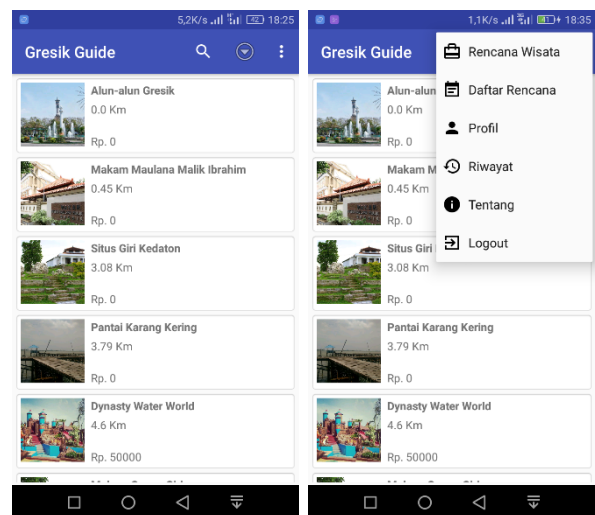 5,2K/s 42 18:25
Gresik Guide
Alun-alun Gresik
0.0 Km
Rp. 0
Makam Maulana Malik Ibrahim
0.45 Km
Rp. 0
Situs Giri Kedaton
3.08 Km
Rp. 0
Pantai Karang Kering
3.79 Km
Rp. 0
Dynasty Water World
4.6 Km
Rp. 50000
1,1K/s 18:35
Gresik Guide
Rencana Wisata
Daftar Rencana
Profil
Riwayat
Tentang
Logout
Alun-alun
0.0 Km
Rp. 0
Makam M
0.45 Km
Rp. 0
Situs Giri
3.08 Km
Rp. 0
Pantai Karang Kering
3.79 Km
Rp. 0
Dynasty Water World
4.6 Km
Rp. 50000